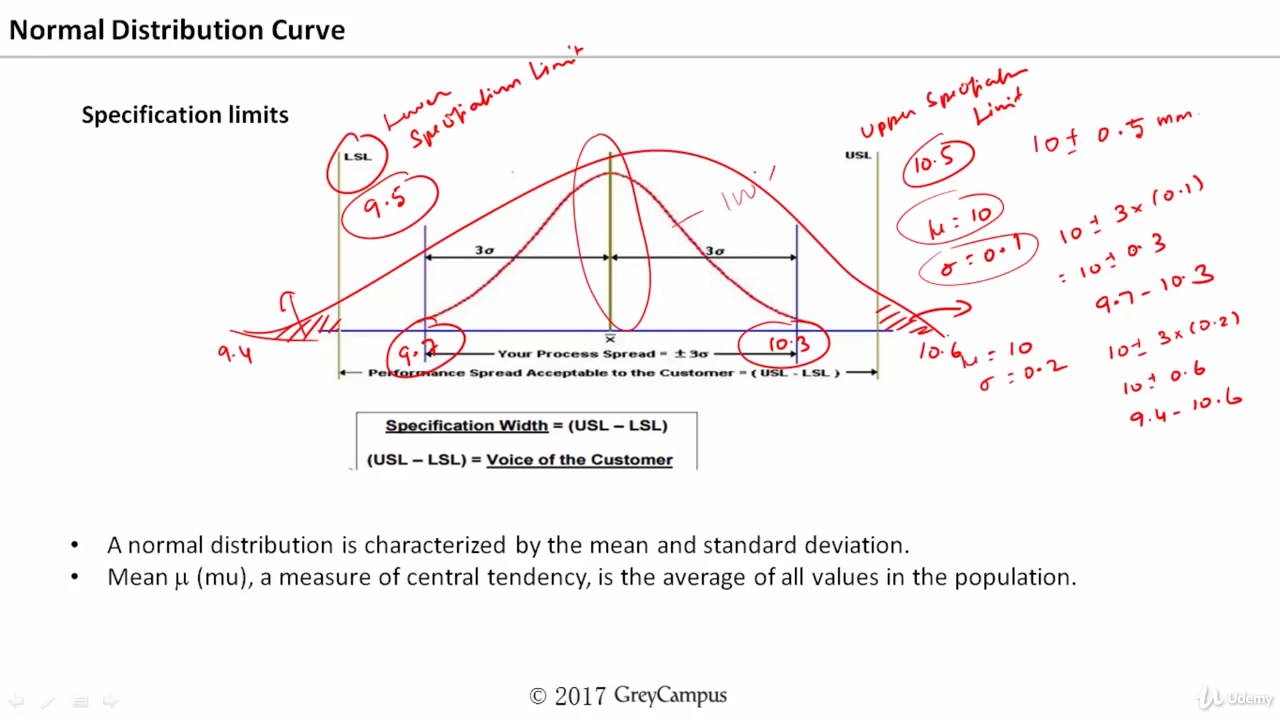 Normal Distribution Curve
Specification limits
Lower
Specification Limit
Upper Specification
Limit
LSL
USL
9.5
10.5
10 ± 0.5 mm
μ = 10
σ = 0.1
10 ± 3 × (0.1)
= 10 ± 0.3
9.7 - 10.3
3σ
3σ
9.4
9.7
x
10.3
10.6
μ = 10
σ = 0.2
10 ± 3 × (0.2)
10 ± 0.6
9.4 - 10.6
Your Process Spread = ± 3σ
Performance Spread Acceptable to the Customer = ( USL - LSL )
Specification Width = (USL – LSL)
(USL – LSL) = Voice of the Customer
• A normal distribution is characterized by the mean and standard deviation.
• Mean μ (mu), a measure of central tendency, is the average of all values in the population.
© 2017 GreyCampus
Udemy